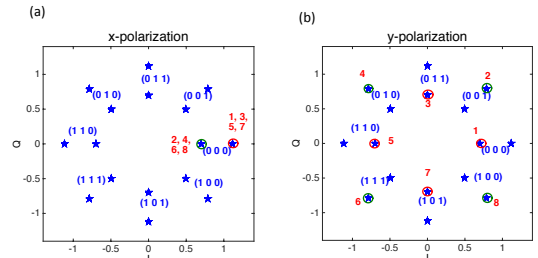 (a)
(b)
x-polarization
y-polarization
1
0.5
0
-0.5
-1
Q
-1
-0.5
0
0.5
1
I
(0 1 1)
(0 1 0)
(0 0 1)
(1 1 0)
(0 0 0)
(1 1 1)
(1 0 0)
(1 0 1)
1, 3,
5, 7
2, 4,
6, 8
1
0.5
0
-0.5
-1
Q
-1
-0.5
0
0.5
1
I
(0 1 1)
(0 1 0)
(0 0 1)
(1 1 0)
(0 0 0)
(1 1 1)
(1 0 0)
(1 0 1)
4
2
3
1
5
7
6
8